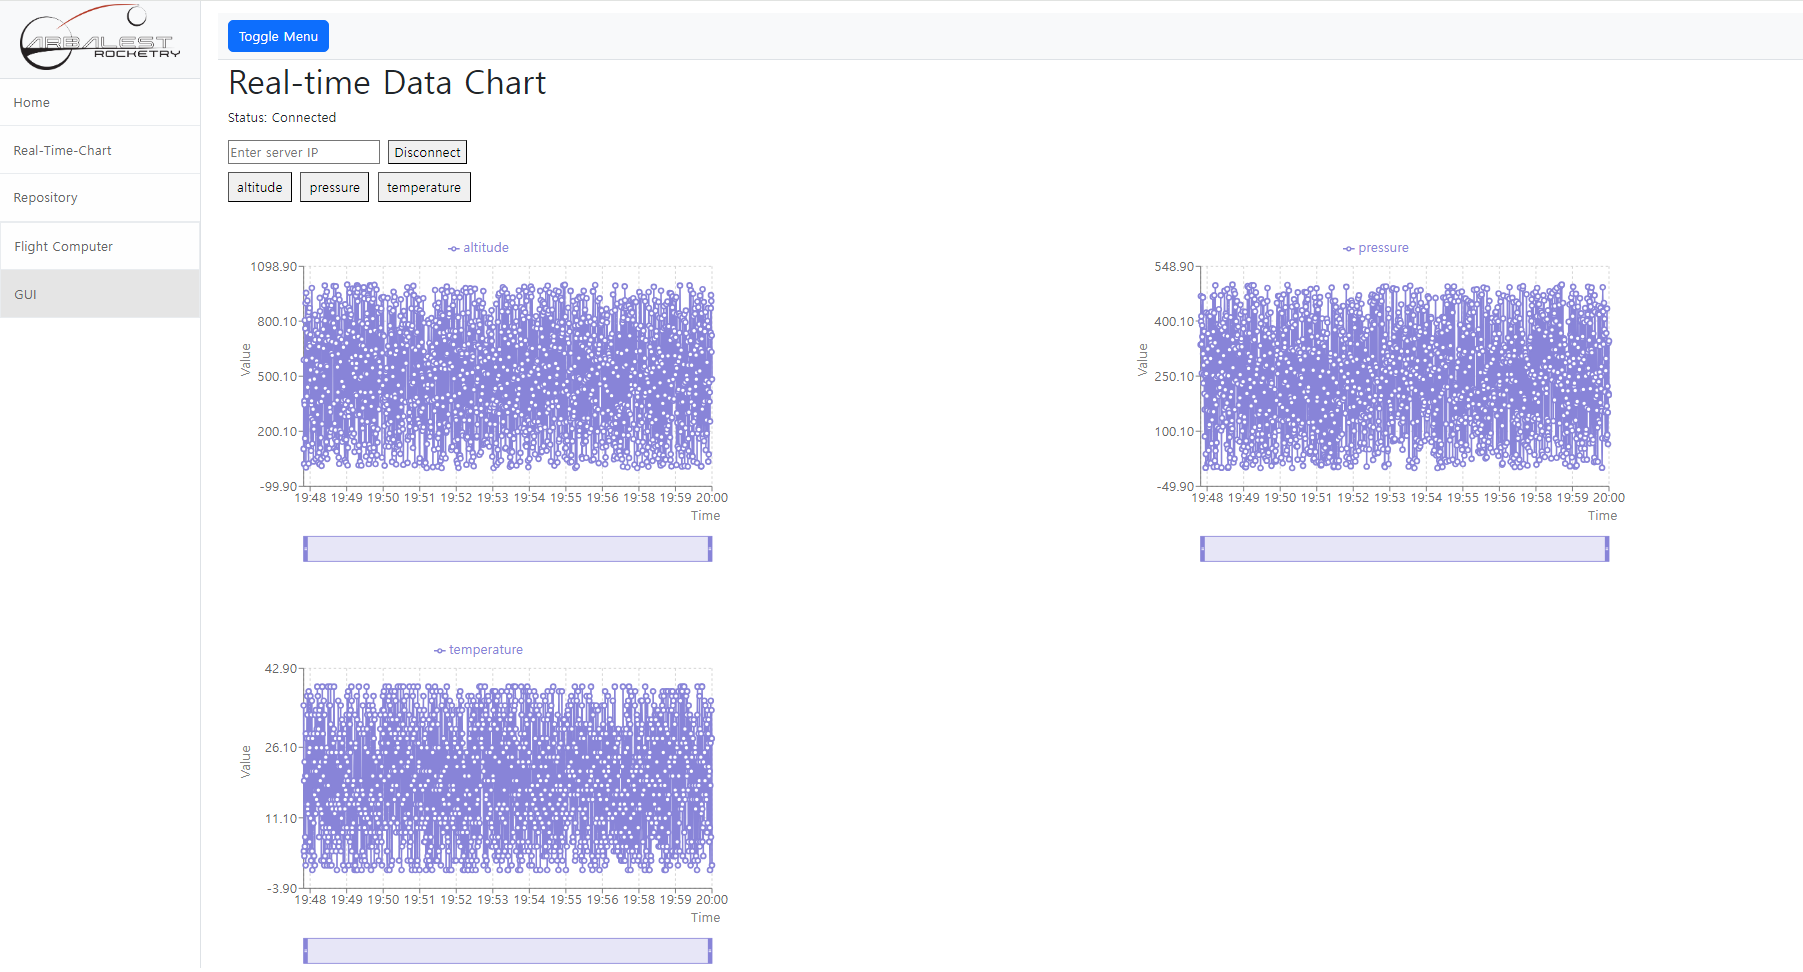 ARBALEST
ROCKETRY
Toggle Menu
Home
Real-Time-Chart
Repository
Flight Computer
GUI
Real-time Data Chart
Status: Connected
Enter server IP
Disconnect
altitude
pressure
temperature
altitude
1098.90
800.10
500.10
200.10
-99.90
Value
19:48 19:49 19:50 19:51 19:52 19:53 19:54 19:55 19:56 19:58 19:59 20:00
Time
pressure
548.90
400.10
250.10
100.10
-49.90
Value
19:48 19:49 19:50 19:51 19:52 19:53 19:54 19:55 19:56 19:58 19:59 20:00
Time
temperature
42.90
26.10
11.10
-3.90
Value
19:48 19:49 19:50 19:51 19:52 19:53 19:54 19:55 19:56 19:58 19:59 20:00
Time